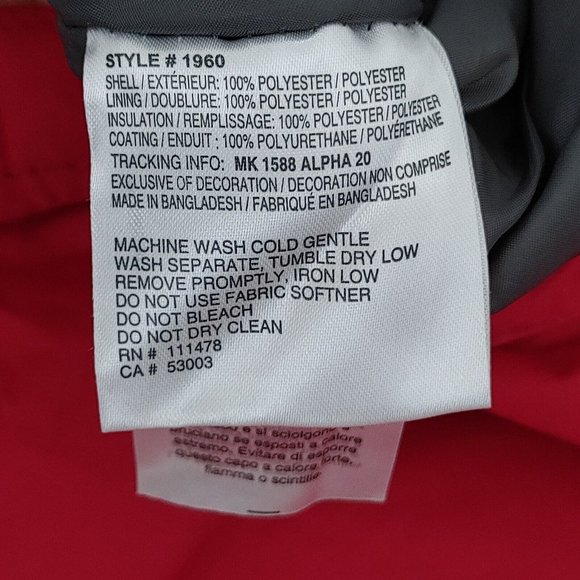 STYLE # 1960
SHELL / EXTÉRIEUR: 100% POLYESTER / POLYESTER
LINING / DOUBLURE: 100% POLYESTER / POLYESTER
INSULATION / REMPLISSAGE: 100% POLYESTER / POLYESTER
COATING / ENDUIT : 100% POLYURETHANE / POLYÉRETHANE
TRACKING INFO: MK 1588 ALPHA 20
EXCLUSIVE OF DECORATION / DECORATION NON COMPRISE
MADE IN BANGLADESH / FABRIQUÉ EN BANGLADESH
MACHINE WASH COLD GENTLE
WASH SEPARATE, TUMBLE DRY LOW
REMOVE PROMPTLY, IRON LOW
DO NOT USE FABRIC SOFTNER
DO NOT BLEACH
DO NOT DRY CLEAN
RN # 111478
CA # 53003
e si sciolgono
bruciano se esposti a calore
estremo. Evitare di esporre
questo capo a calore forte,
fiamma o scintille